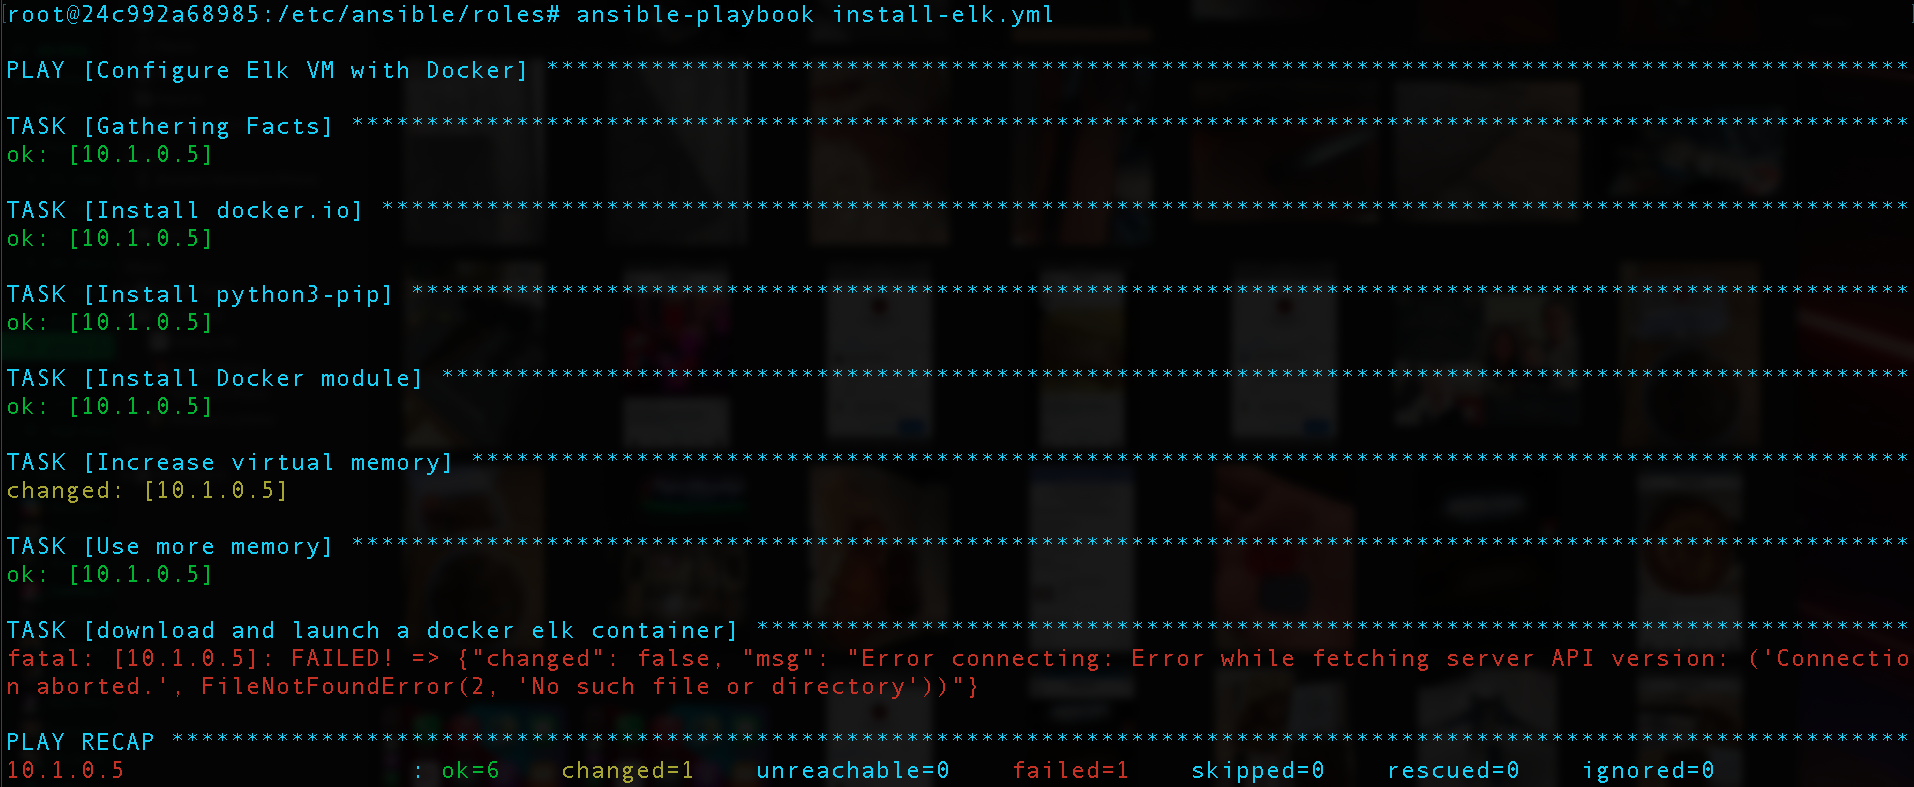 root@24c992a68985:/etc/ansible/roles# ansible-playbook install-elk.yml
PLAY [Configure Elk VM with Docker] *******************************************************************************************
TASK [Gathering Facts] ********************************************************************************************************
ok: [10.1.0.5]
TASK [Install docker.io] ******************************************************************************************************
ok: [10.1.0.5]
TASK [Install python3-pip] ****************************************************************************************************
ok: [10.1.0.5]
TASK [Install Docker module] **************************************************************************************************
ok: [10.1.0.5]
TASK [Increase virtual memory] ************************************************************************************************
changed: [10.1.0.5]
TASK [Use more memory] ********************************************************************************************************
ok: [10.1.0.5]
TASK [download and launch a docker elk container] *****************************************************************************
fatal: [10.1.0.5]: FAILED! => {"changed": false, "msg": "Error connecting: Error while fetching server API version: ('Connectio
n aborted.', FileNotFoundError(2, 'No such file or directory'))"}
PLAY RECAP ********************************************************************************************************************
10.1.0.5 : ok=6 changed=1 unreachable=0 failed=1 skipped=0 rescued=0 ignored=0